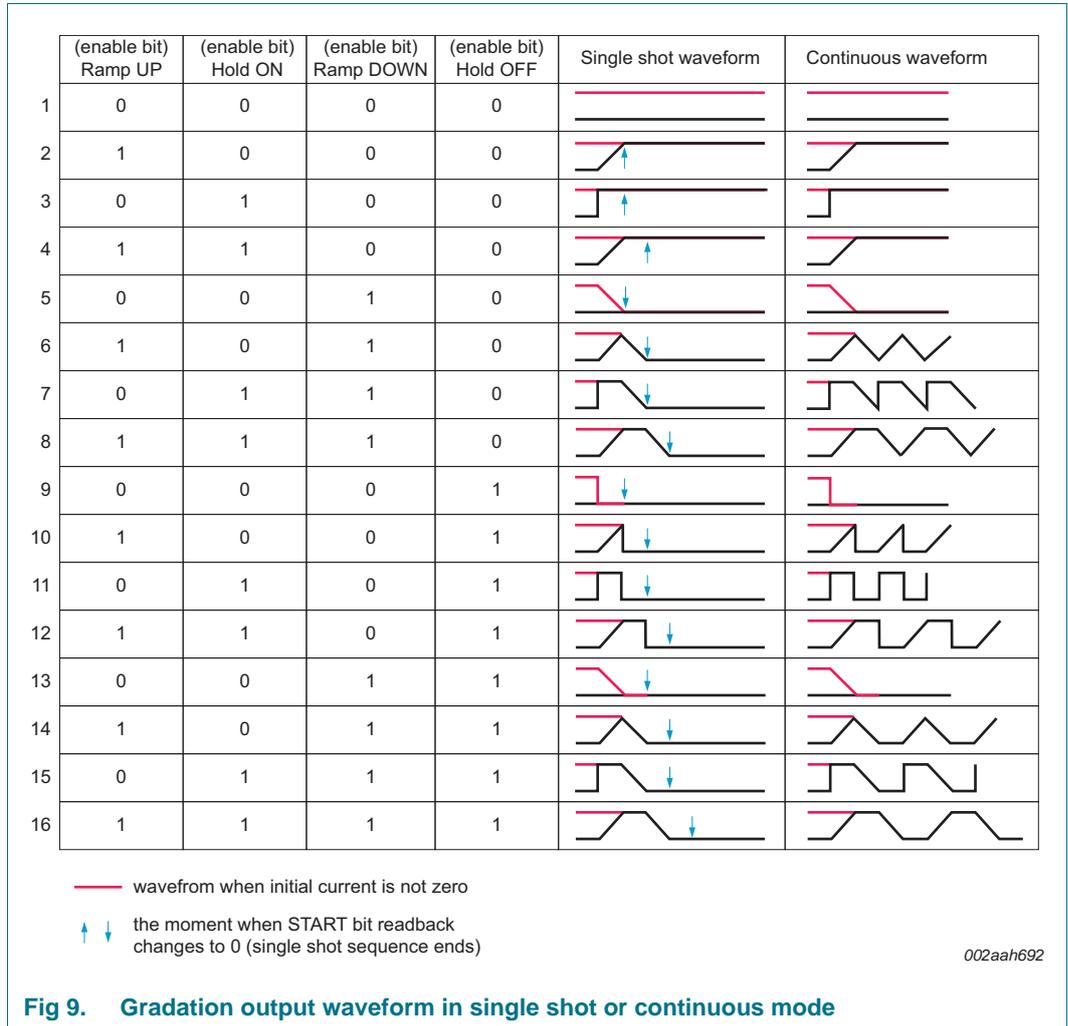 (enable bit) Ramp UP (enable bit) Hold ON (enable bit) Ramp DOWN (enable bit) Hold OFF Single shot waveform Continuous waveform
1 0 0 0 0
2 1 0 0 0
3 0 1 0 0
4 1 1 0 0
5 0 0 1 0
6 1 0 1 0
7 0 1 1 0
8 1 1 1 0
9 0 0 0 1
10 1 0 0 1
11 0 1 0 1
12 1 1 0 1
13 0 0 1 1
14 1 0 1 1
15 0 1 1 1
16 1 1 1 1
wavefrom when initial current is not zero
the moment when START bit readback
changes to 0 (single shot sequence ends)
002aah692
Fig 9. Gradation output waveform in single shot or continuous mode